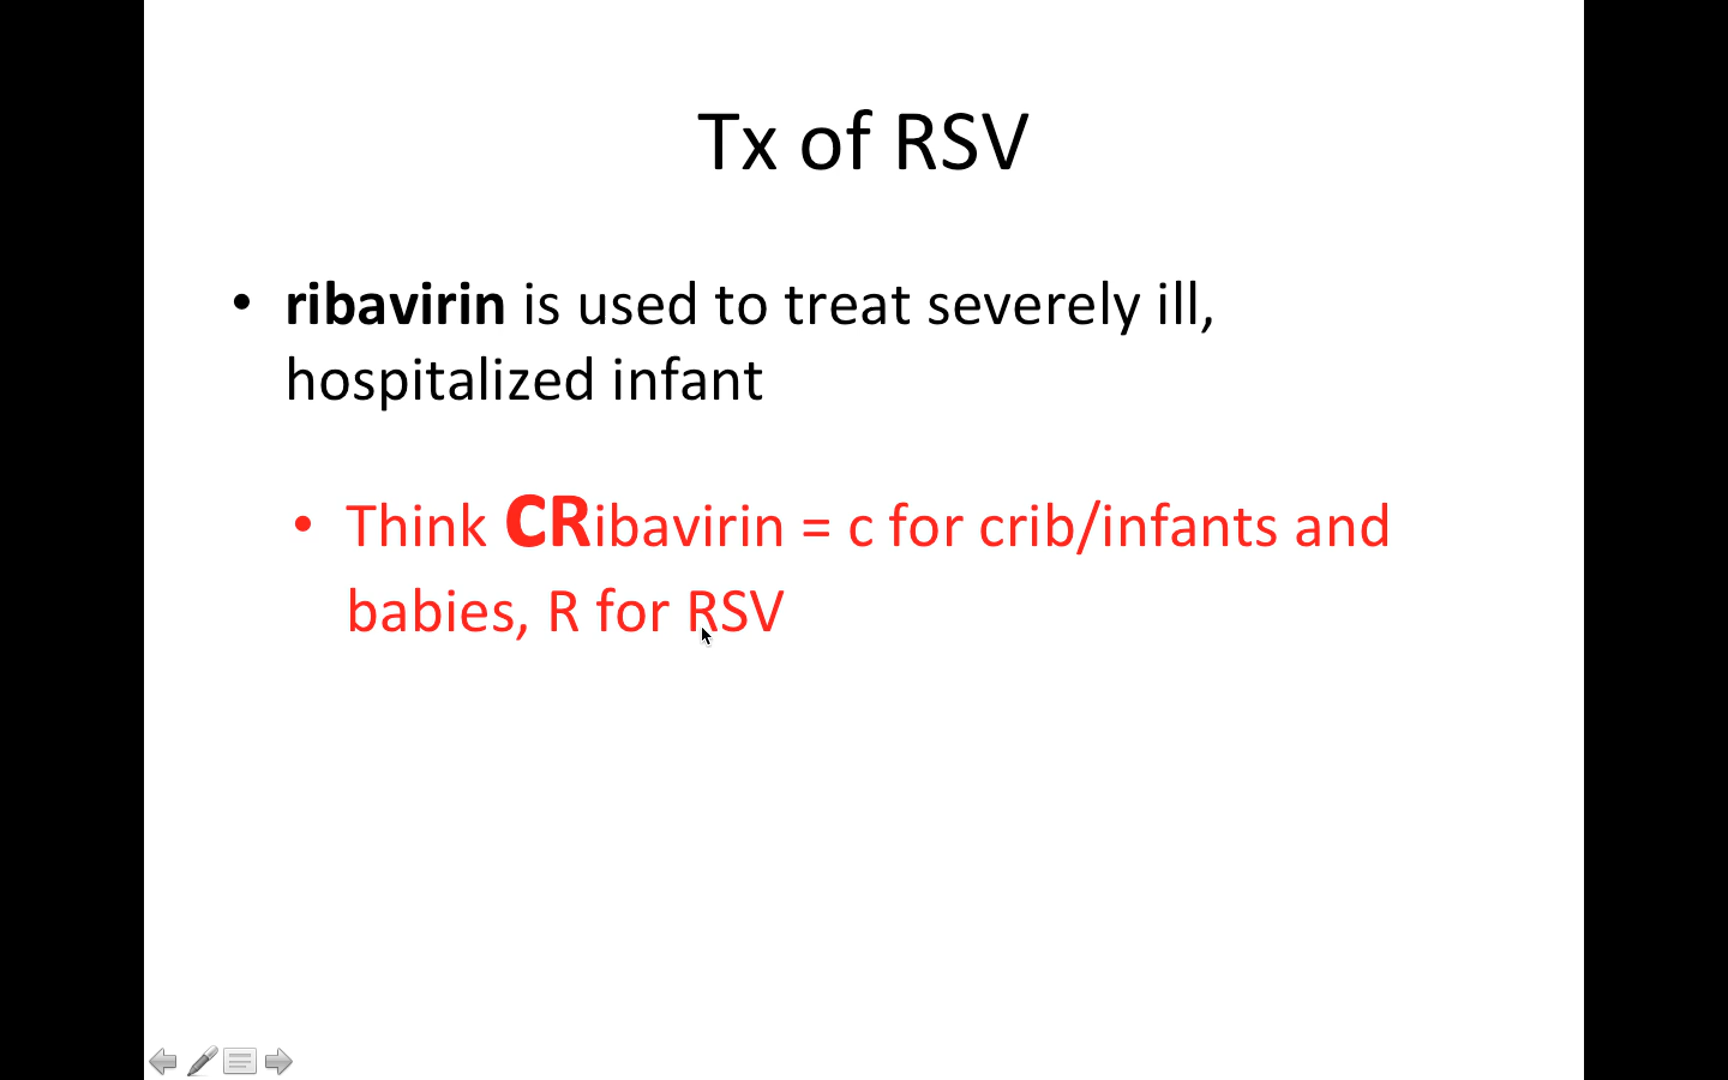 Tx of RSV
• ribavirin is used to treat severely ill,
hospitalized infant
• Think CRibavirin = c for crib/infants and
babies, R for RSV